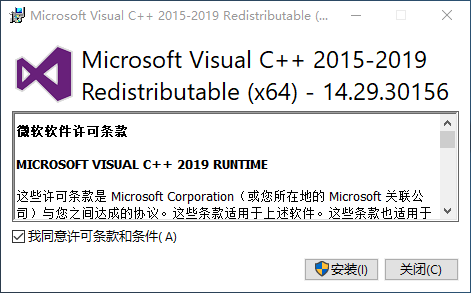 Microsoft Visual C++ 2015-2019 Redistributable (...
Microsoft Visual C++ 2015-2019
Redistributable (x64) - 14.29.30156
微软软件许可条款
MICROSOFT VISUAL C++ 2019 RUNTIME
这些许可条款是 Microsoft Corporation（或您所在地的 Microsoft 关联公
司）与您之间达成的协议。这些条款适用于上述软件。这些条款也适用于
我同意许可条款和条件( A)
安装(I)
关闭(C)